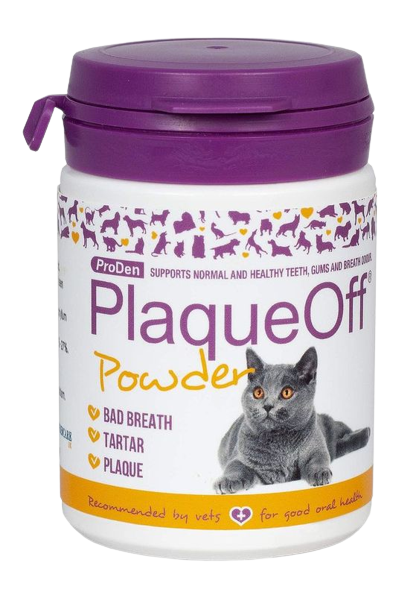 ProDen
SUPPORTS NORMAL AND HEALTHY TEETH, GUMS AND BREATH ODOUR.
PlaqueOff®
Powder
BAD BREATH
TARTAR
PLAQUE
Recommended by vets for good oral health